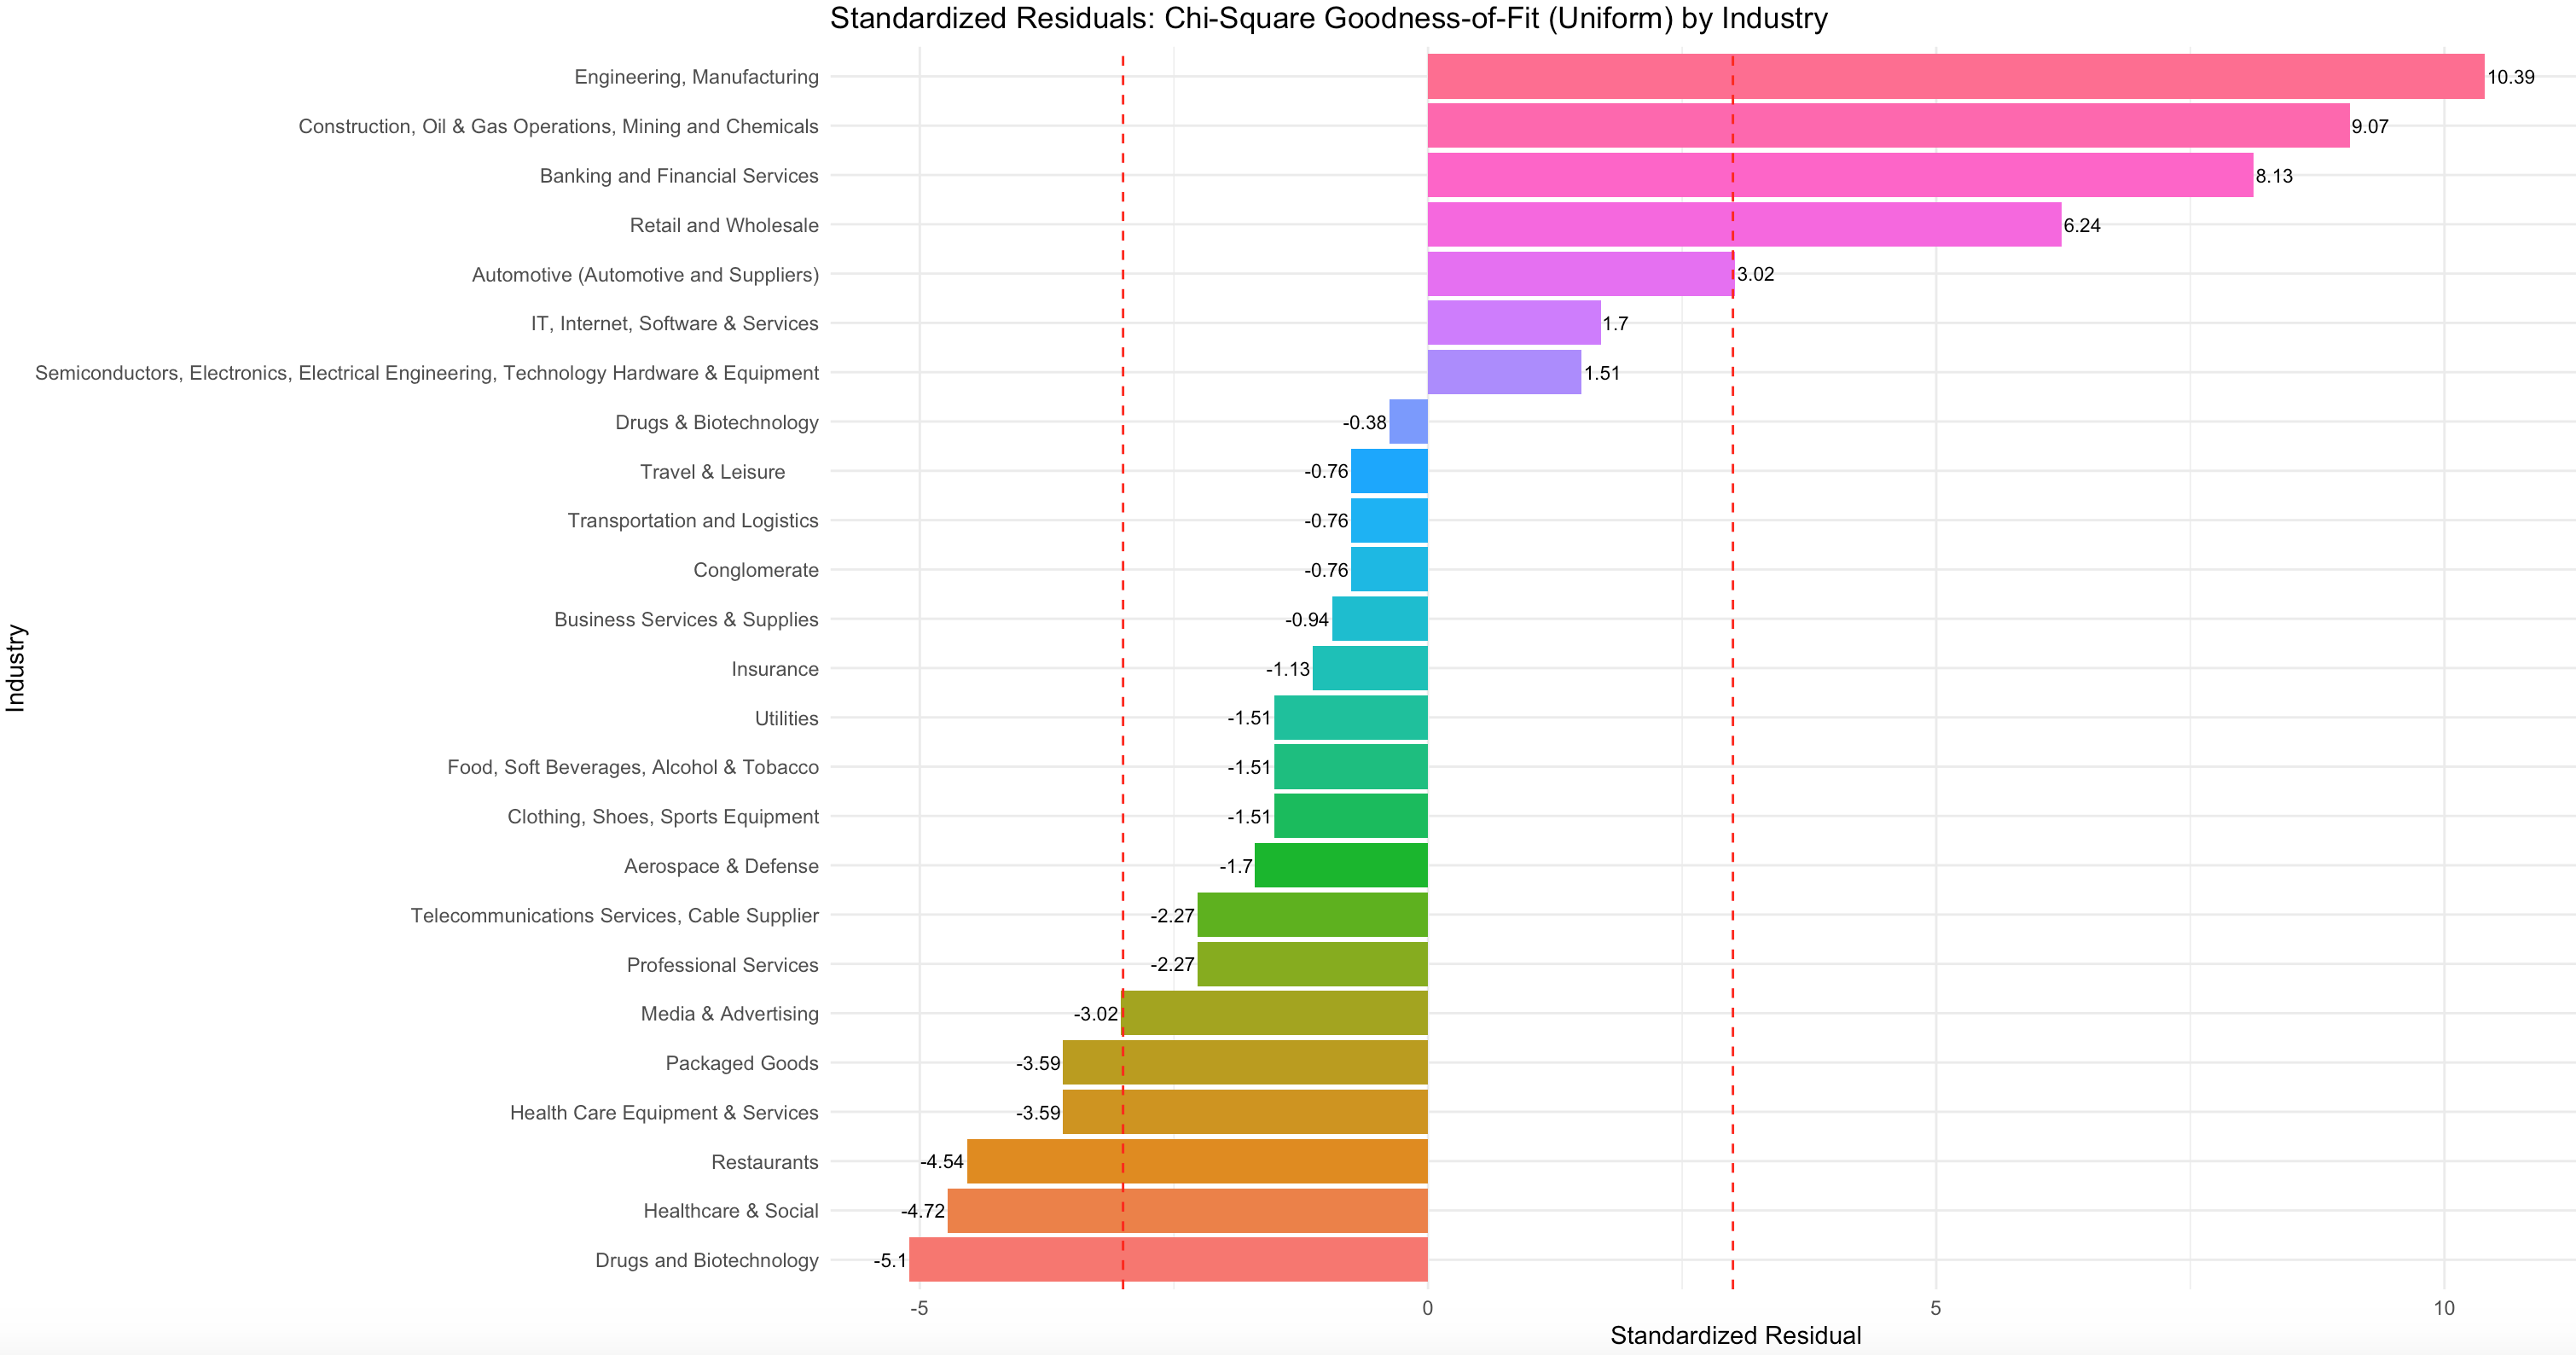 Standardized Residuals: Chi-Square Goodness-of-Fit (Uniform) by Industry
Engineering, Manufacturing 10.39
Construction, Oil & Gas Operations, Mining and Chemicals 9.07
Banking and Financial Services 8.13
Retail and Wholesale 6.24
Automotive (Automotive and Suppliers) 3.02
IT, Internet, Software & Services 1.7
Semiconductors, Electronics, Electrical Engineering, Technology Hardware & Equipment 1.51
Drugs & Biotechnology -0.38
Travel & Leisure -0.76
Transportation and Logistics -0.76
Conglomerate -0.76
Business Services & Supplies -0.94
Insurance -1.13
Utilities -1.51
Food, Soft Beverages, Alcohol & Tobacco -1.51
Clothing, Shoes, Sports Equipment -1.51
Aerospace & Defense -1.7
Telecommunications Services, Cable Supplier -2.27
Professional Services -2.27
Media & Advertising -3.02
Packaged Goods -3.59
Health Care Equipment & Services -3.59
Restaurants -4.54
Healthcare & Social -4.72
Drugs and Biotechnology -5.1
Industry
-5 0 5 10
Standardized Residual